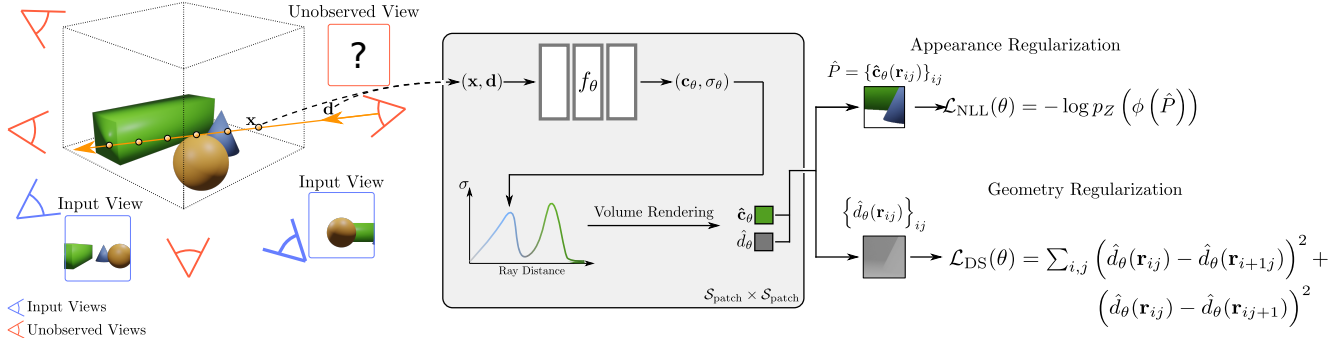 Unobserved View
?
x
d
Input View
Input View
Input Views
Unobserved Views
(x, d)
f_θ
(c_θ, σ_θ)
σ
Ray Distance
Volume Rendering
ĉ_θ
d̂_θ
S_patch × S_patch
Appearance Regularization
P̂ = {ĉ_θ(r_ij)}_ij
L_NLL(θ) = − log p_Z (ϕ (P̂))
Geometry Regularization
{d̂_θ(r_ij)}_ij
L_DS(θ) = ∑_i,j (d̂_θ(r_ij) − d̂_θ(r_i+1j))² +
(d̂_θ(r_ij) − d̂_θ(r_ij+1))²